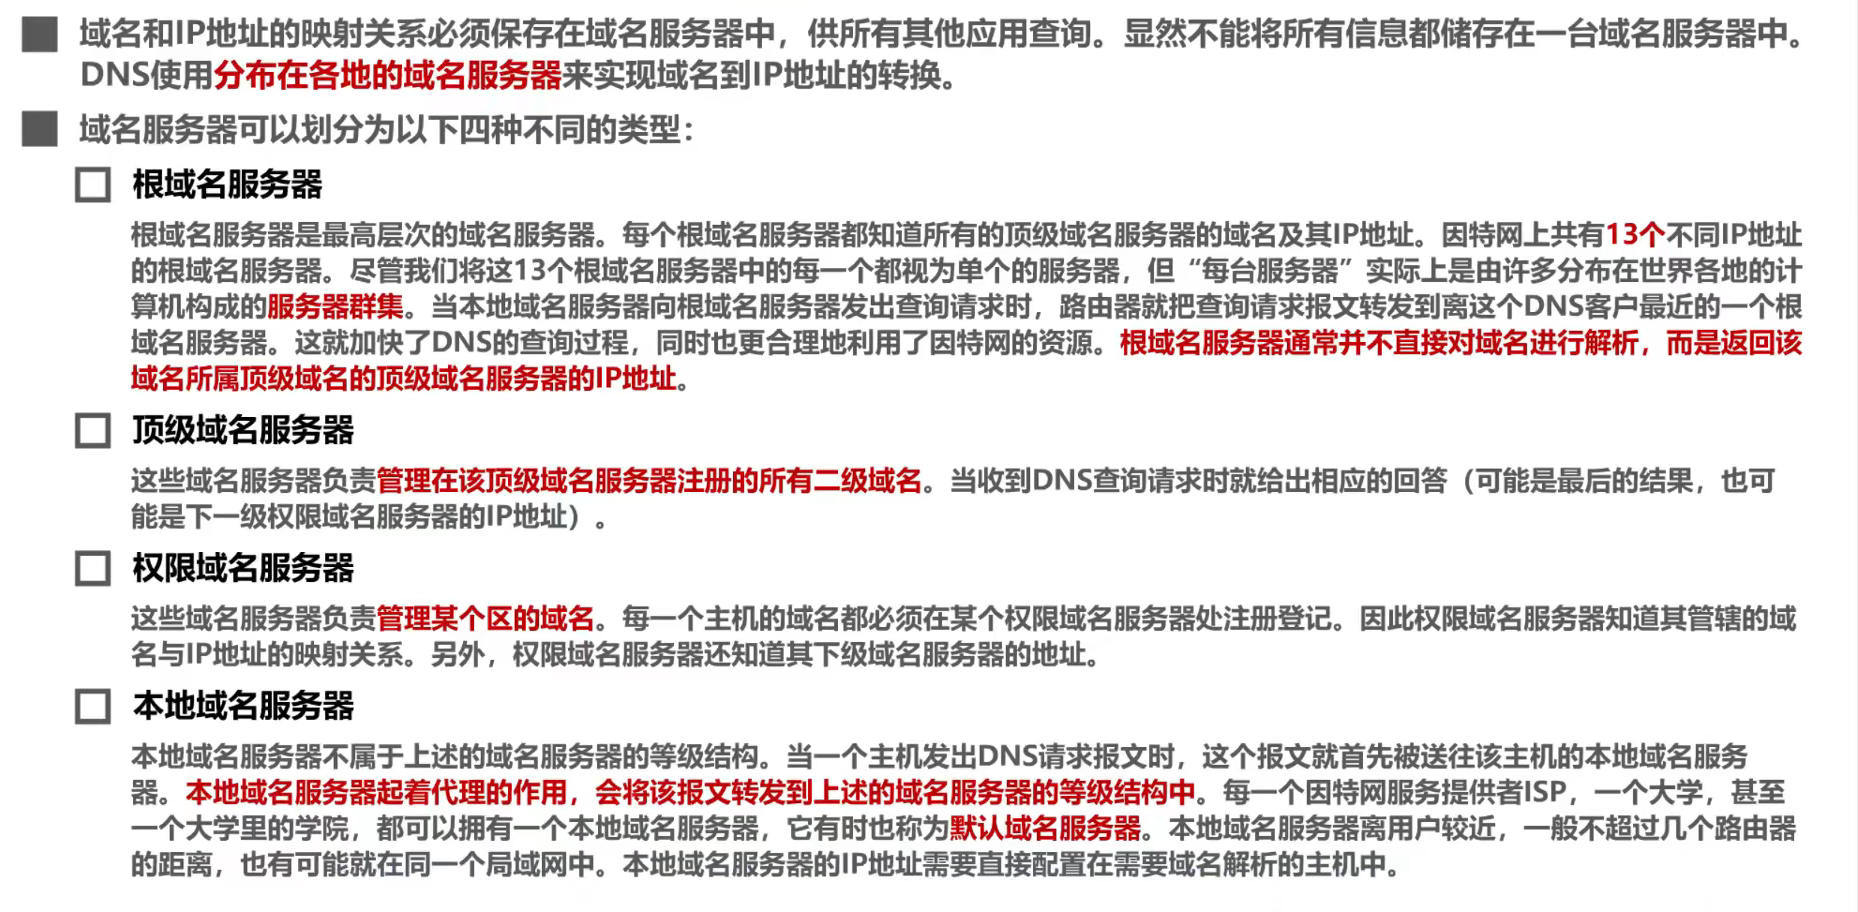 域名和IP地址的映射关系必须保存在域名服务器中，供所有其他应用查询。显然不能将所有信息都储存在一台域名服务器中。
DNS使用分布在各地的域名服务器来实现域名到IP地址的转换。
域名服务器可以划分为以下四种不同的类型：
根域名服务器
根域名服务器是最高层次的域名服务器。每个根域名服务器都知道所有的顶级域名服务器的域名及其IP地址。因特网上共有13个不同IP地址
的根域名服务器。尽管我们将这13个根域名服务器中的每一个都视为单个的服务器，但“每台服务器”实际上是由许多分布在世界各地的计
算机构成的服务器群集。当本地域名服务器向根域名服务器发出查询请求时，路由器就把查询请求报文转发到离这个DNS客户最近的一个根
域名服务器。这就加快了DNS的查询过程，同时也更合理地利用了因特网的资源。根域名服务器通常并不直接对域名进行解析，而是返回该
域名所属顶级域名的顶级域名服务器的IP地址。
顶级域名服务器
这些域名服务器负责管理在该顶级域名服务器注册的所有二级域名。当收到DNS查询请求时就给出相应的回答（可能是最后的结果，也可
能是下一级权限域名服务器的IP地址）。
权限域名服务器
这些域名服务器负责管理某个区的域名。每一个主机的域名都必须在某个权限域名服务器处注册登记。因此权限域名服务器知道其管辖的域
名与IP地址的映射关系。另外，权限域名服务器还知道其下级域名服务器的地址。
本地域名服务器
本地域名服务器不属于上述的域名服务器的等级结构。当一个主机发出DNS请求报文时，这个报文就首先被送往该主机的本地域名服务
器。本地域名服务器起着代理的作用，会将该报文转发到上述的域名服务器的等级结构中。每一个因特网服务提供者ISP，一个大学，甚至
一个大学里的学院，都可以拥有一个本地域名服务器，它有时也称为默认域名服务器。本地域名服务器离用户较近，一般不超过几个路由器
的距离，也有可能就在同一个局域网中。本地域名服务器的IP地址需要直接配置在需要域名解析的主机中。